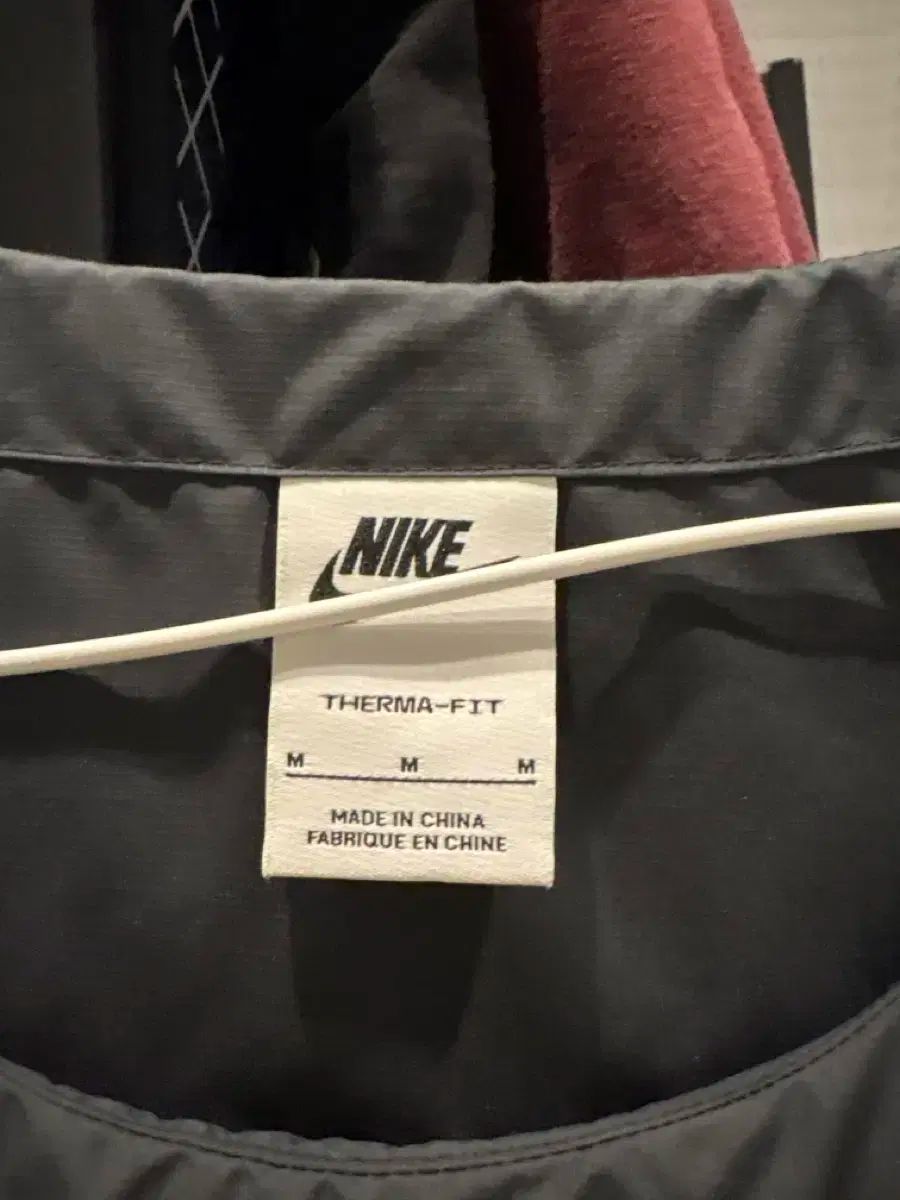 NIKE
THERMA-FIT
M M M
MADE IN CHINA
FABRIQUE EN CHINE